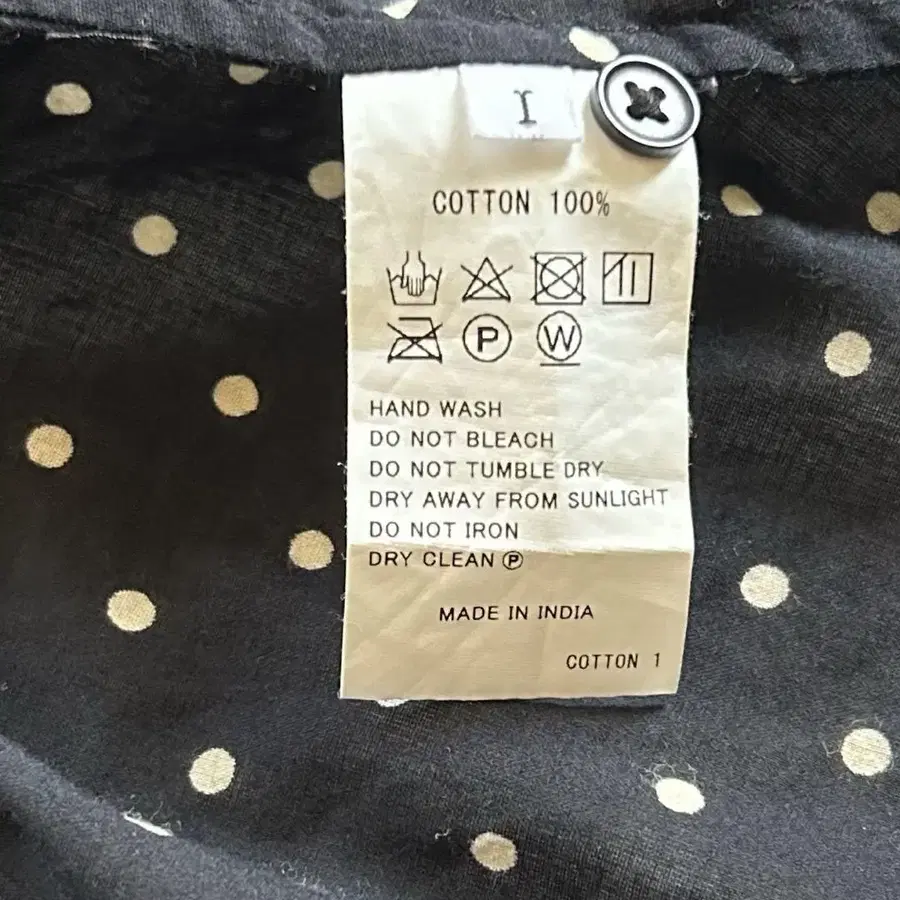 1
COTTON 100%
P W
HAND WASH
DO NOT BLEACH
DO NOT TUMBLE DRY
DRY AWAY FROM SUNLIGHT
DO NOT IRON
DRY CLEAN Ⓟ
MADE IN INDIA
COTTON 1